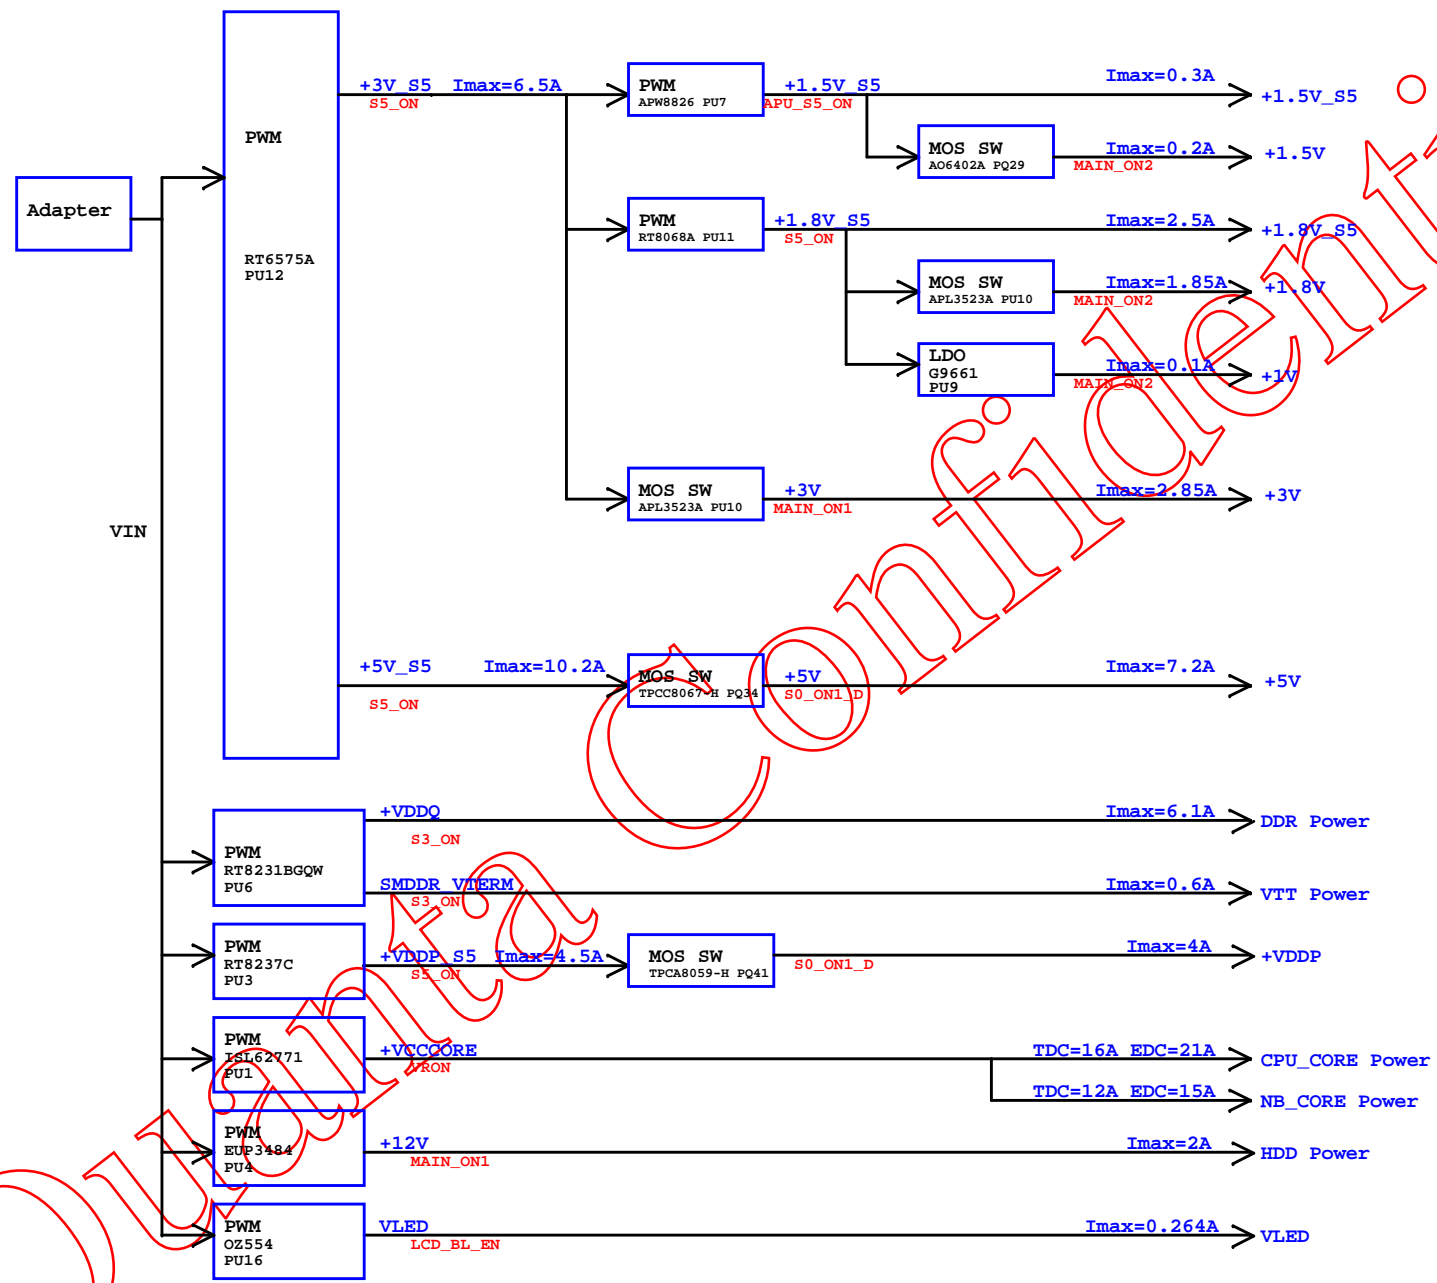 Adapter
VIN
PWM
RT6575A
PU12
+3V_S5 Imax=6.5A
S5_ON
PWM
APW8826 PU7
+1.5V_S5
APU_S5_ON
Imax=0.3A
+1.5V_S5
MOS SW
AO6402A PQ29
Imax=0.2A
MAIN_ON2
+1.5V
PWM
RT8068A PU11
+1.8V_S5
S5_ON
Imax=2.5A
+1.8V_S5
MOS SW
APL3523A PU10
Imax=1.85A
MAIN_ON2
+1.8V
LDO
G9661
PU9
Imax=0.1A
MAIN_ON2
+1V
MOS SW
APL3523A PU10
+3V
MAIN_ON1
Imax=2.85A
+3V
+5V_S5 Imax=10.2A
S5_ON
MOS SW
TPCC8067-H PQ34
+5V
S0_ON1_D
Imax=7.2A
+5V
PWM
RT8231BGQW
PU6
+VDDQ
S3_ON
Imax=6.1A
DDR Power
SMDDR_VTERM
S3_ON
Imax=0.6A
VTT Power
PWM
RT8237C
PU3
+VDDP_S5 Imax=4.5A
S5_ON
MOS SW
TPCA8059-H PQ41
S0_ON1_D
Imax=4A
+VDDP
PWM
ISL62771
PU1
+VCCCORE
VRON
TDC=16A EDC=21A
CPU_CORE Power
TDC=12A EDC=15A
NB_CORE Power
PWM
EUP3484
PU4
+12V
MAIN_ON1
Imax=2A
HDD Power
PWM
OZ554
PU16
VLED
LCD_BL_EN
Imax=0.264A
VLED
Quanta Confidenti